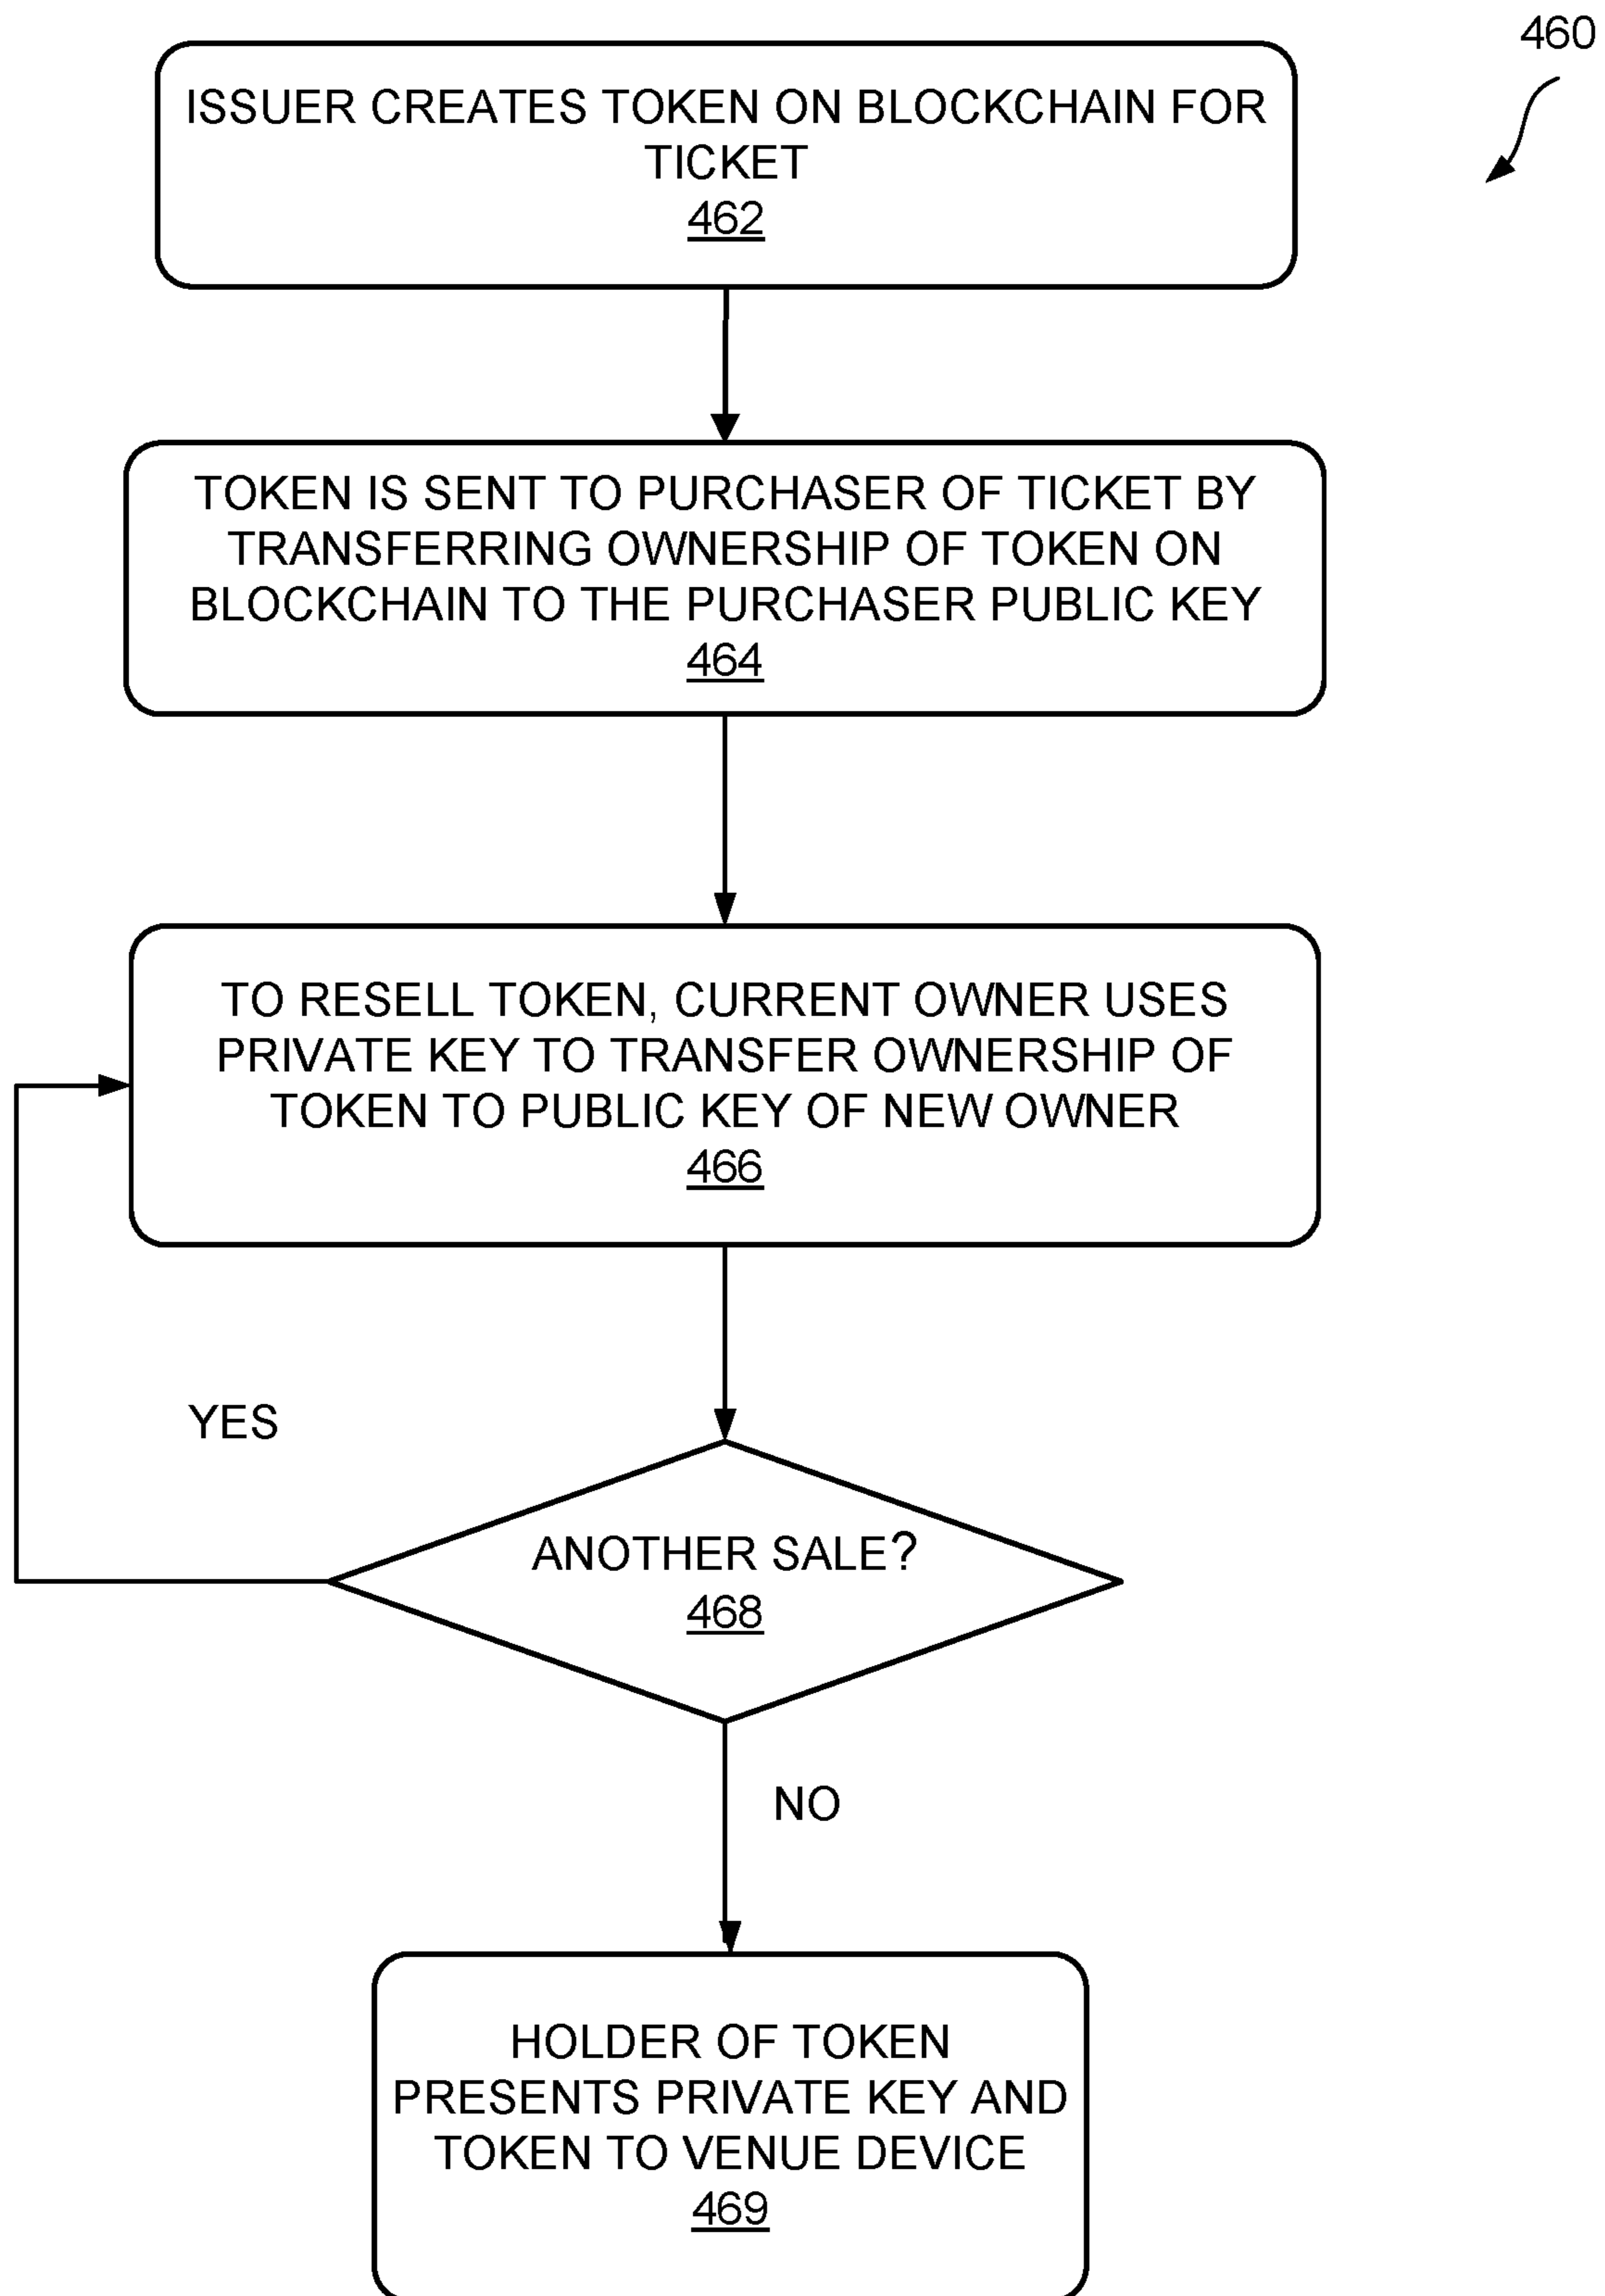 460
ISSUER CREATES TOKEN ON BLOCKCHAIN FOR
TICKET
462
TOKEN IS SENT TO PURCHASER OF TICKET BY
TRANSFERRING OWNERSHIP OF TOKEN ON
BLOCKCHAIN TO THE PURCHASER PUBLIC KEY
464
TO RESELL TOKEN, CURRENT OWNER USES
PRIVATE KEY TO TRANSFER OWNERSHIP OF
TOKEN TO PUBLIC KEY OF NEW OWNER
466
YES
ANOTHER SALE?
468
NO
HOLDER OF TOKEN
PRESENTS PRIVATE KEY AND
TOKEN TO VENUE DEVICE
469